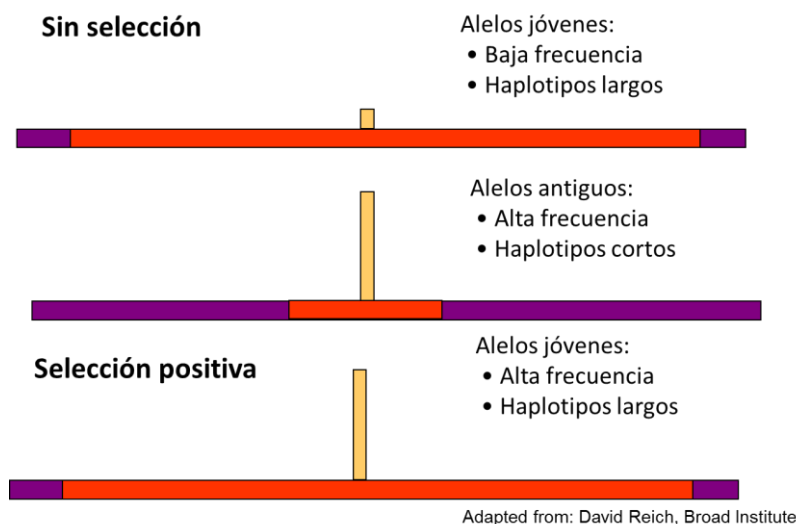 Sin selección
Alelos jóvenes:
• Baja frecuencia
• Haplotipos largos
Alelos antiguos:
• Alta frecuencia
• Haplotipos cortos
Selección positiva
Alelos jóvenes:
• Alta frecuencia
• Haplotipos largos
Adapted from: David Reich, Broad Institute